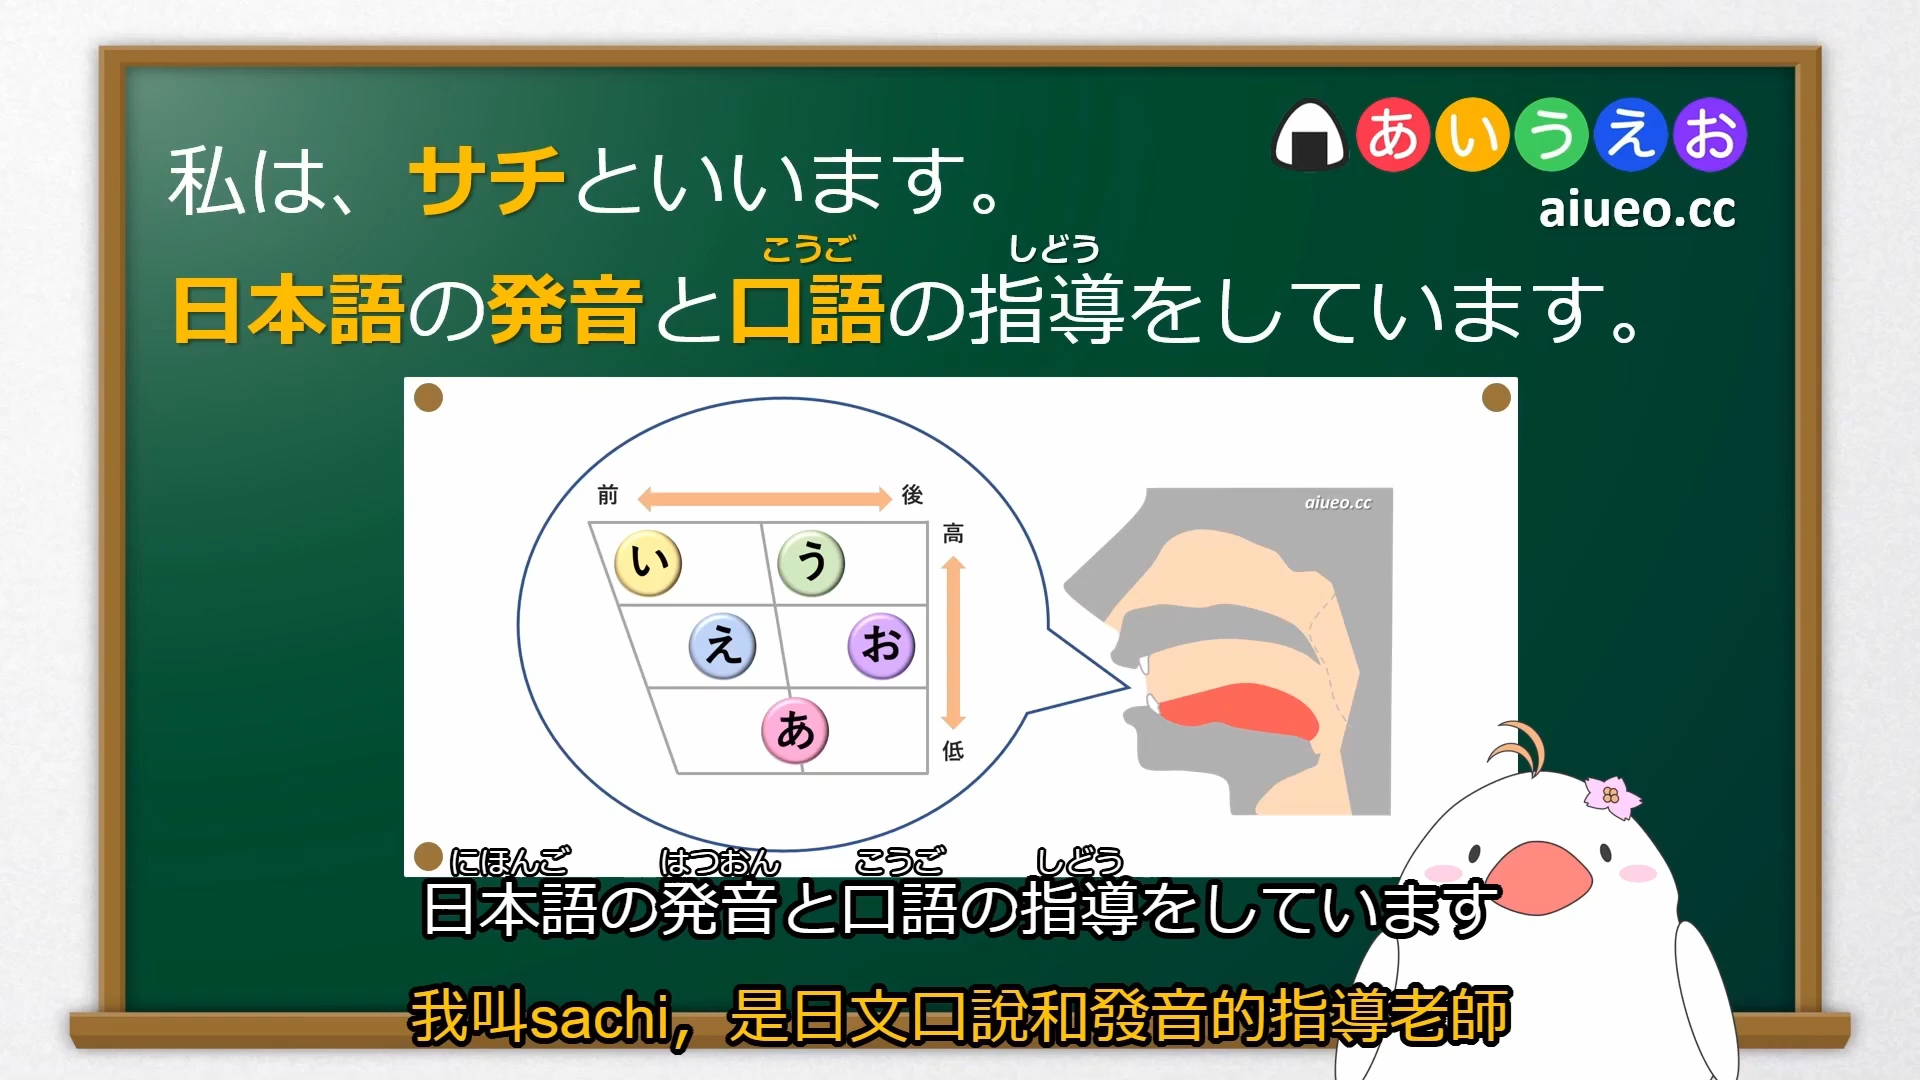 あいうえお
aiueo.cc
私は、サチといいます。
こうご しどう
日本語の発音と口語の指導をしています。
前 後
高
い う
え お
あ
低
aiueo.cc
にほんご はつおん こうご しどう
日本語の発音と口語の指導をしています
我叫sachi，是日文口說和發音的指導老師